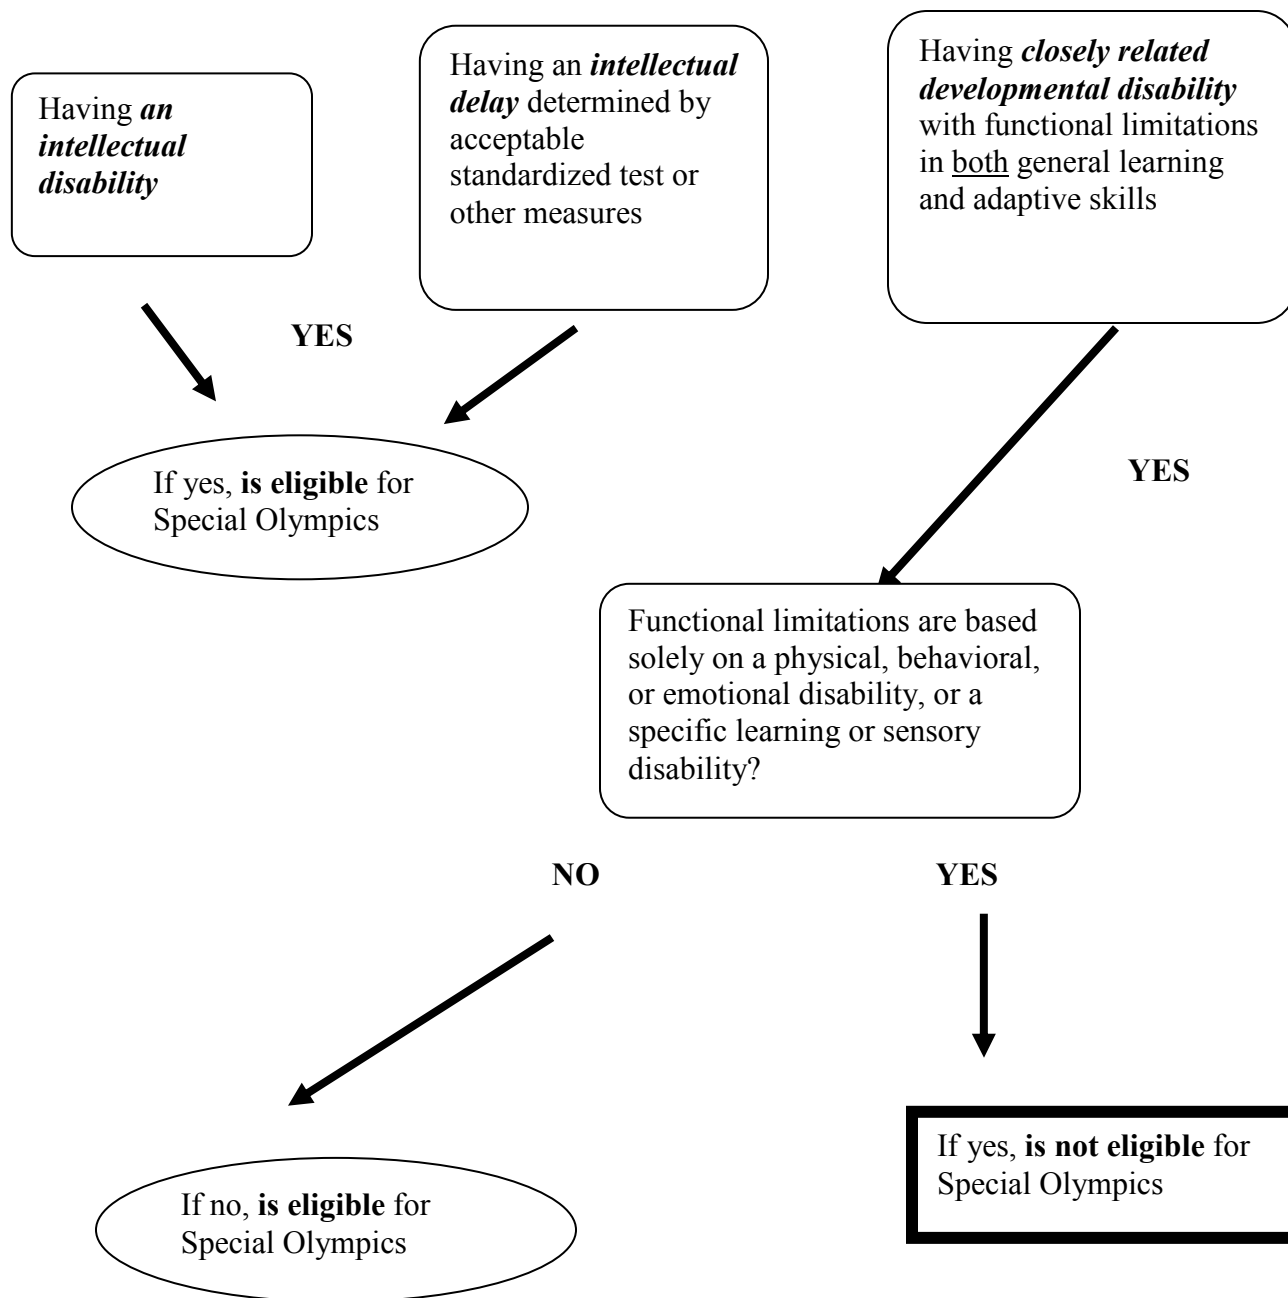 Having an
intellectual
disability
Having an intellectual
delay determined by
acceptable
standardized test or
other measures
Having closely related
developmental disability
with functional limitations
in both general learning
and adaptive skills
YES
YES
If yes, is eligible for
Special Olympics
Functional limitations are based
solely on a physical, behavioral,
or emotional disability, or a
specific learning or sensory
disability?
NO
YES
If no, is eligible for
Special Olympics
If yes, is not eligible for
Special Olympics